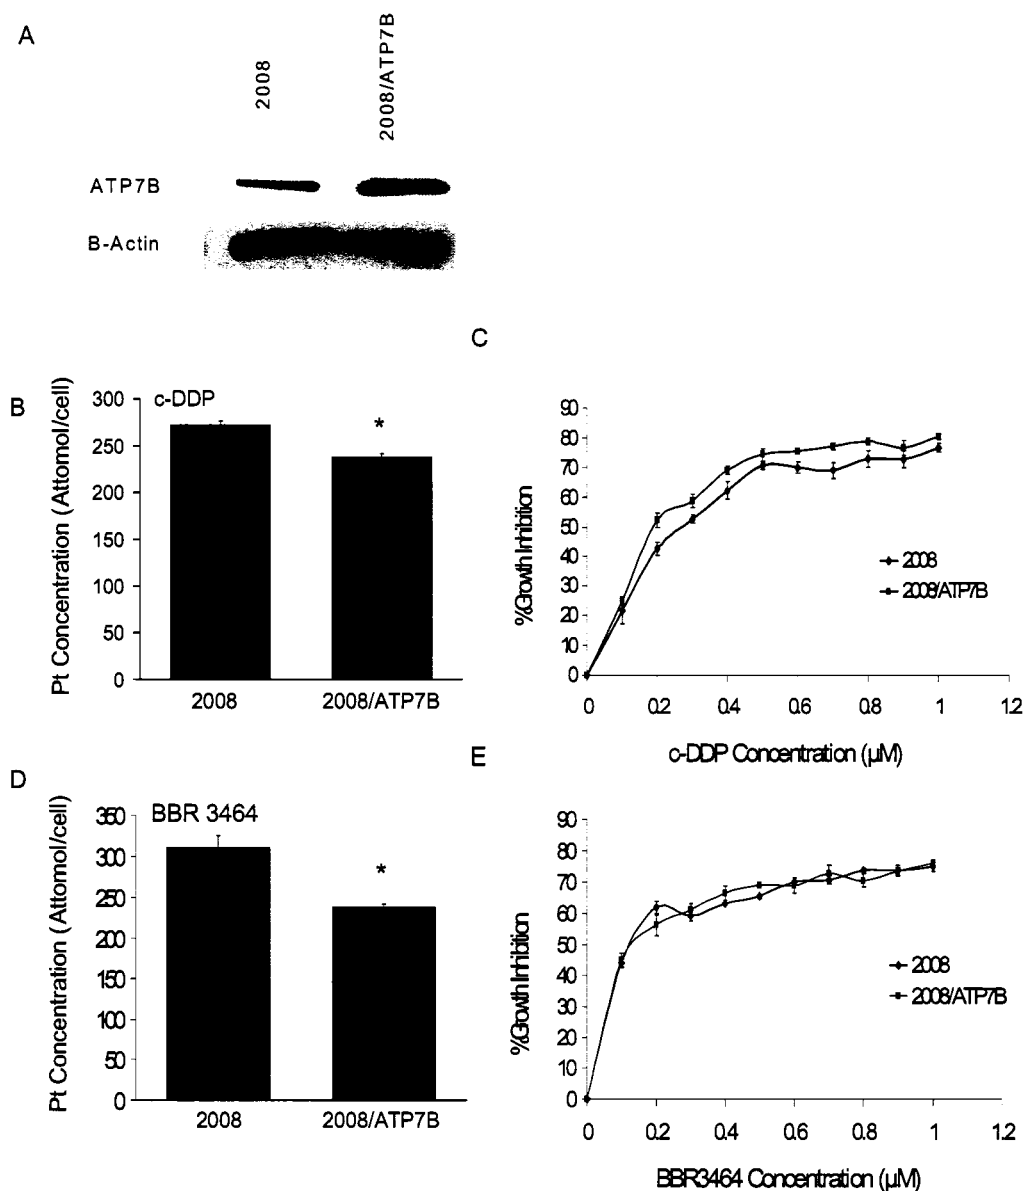 A
2008
2008/ATP7B
ATP7B
B-Actin
B
Pt Concentration (Attomol/cell)
300
250
200
150
100
50
0
c-DDP
*
2008
2008/ATP7B
C
%Growth Inhibition
90
80
70
60
50
40
30
20
10
0
2008
2008/ATP7B
0 0.2 0.4 0.6 0.8 1 1.2
c-DDP Concentration (µM)
D
Pt Concentration (Attomol/cell)
350
300
250
200
150
100
50
0
BBR 3464
*
2008
2008/ATP7B
E
%Growth Inhibition
90
80
70
60
50
40
30
20
10
0
2008
2008/ATP7B
0 0.2 0.4 0.6 0.8 1 1.2
BBR3464 Concentration (µM)